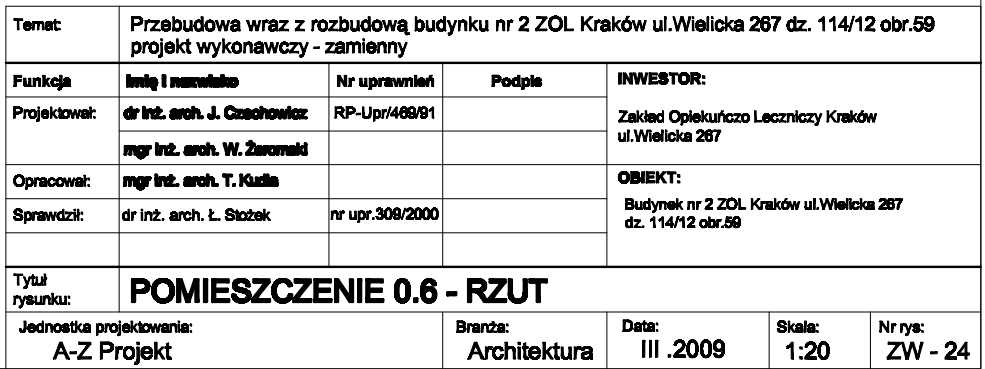 Temat: Przebudowa wraz z rozbudową budynku nr 2 ZOL Kraków ul.Wielicka 267 dz. 114/12 obr.59
projekt wykonawczy - zamienny
Funkcja Imię i nazwisko Nr uprawnień Podpis
Projektował: dr inż. arch. J. Czechowicz RP-Upr/469/91
mgr inż. arch. W. Żeromski
Opracował: mgr inż. arch. T. Kudła
Sprawdził: dr inż. arch. Ł. Stożek nr upr.309/2000
INWESTOR:
Zakład Opiekuńczo Leczniczy Kraków
ul.Wielicka 267
OBIEKT:
Budynek nr 2 ZOL Kraków ul.Wielicka 267
dz. 114/12 obr.59
Tytuł
rysunku:
POMIESZCZENIE 0.6 - RZUT
Jednostka projektowania:
A-Z Projekt
Branża:
Architektura
Data:
III .2009
Skala:
1:20
Nr rys:
ZW - 24